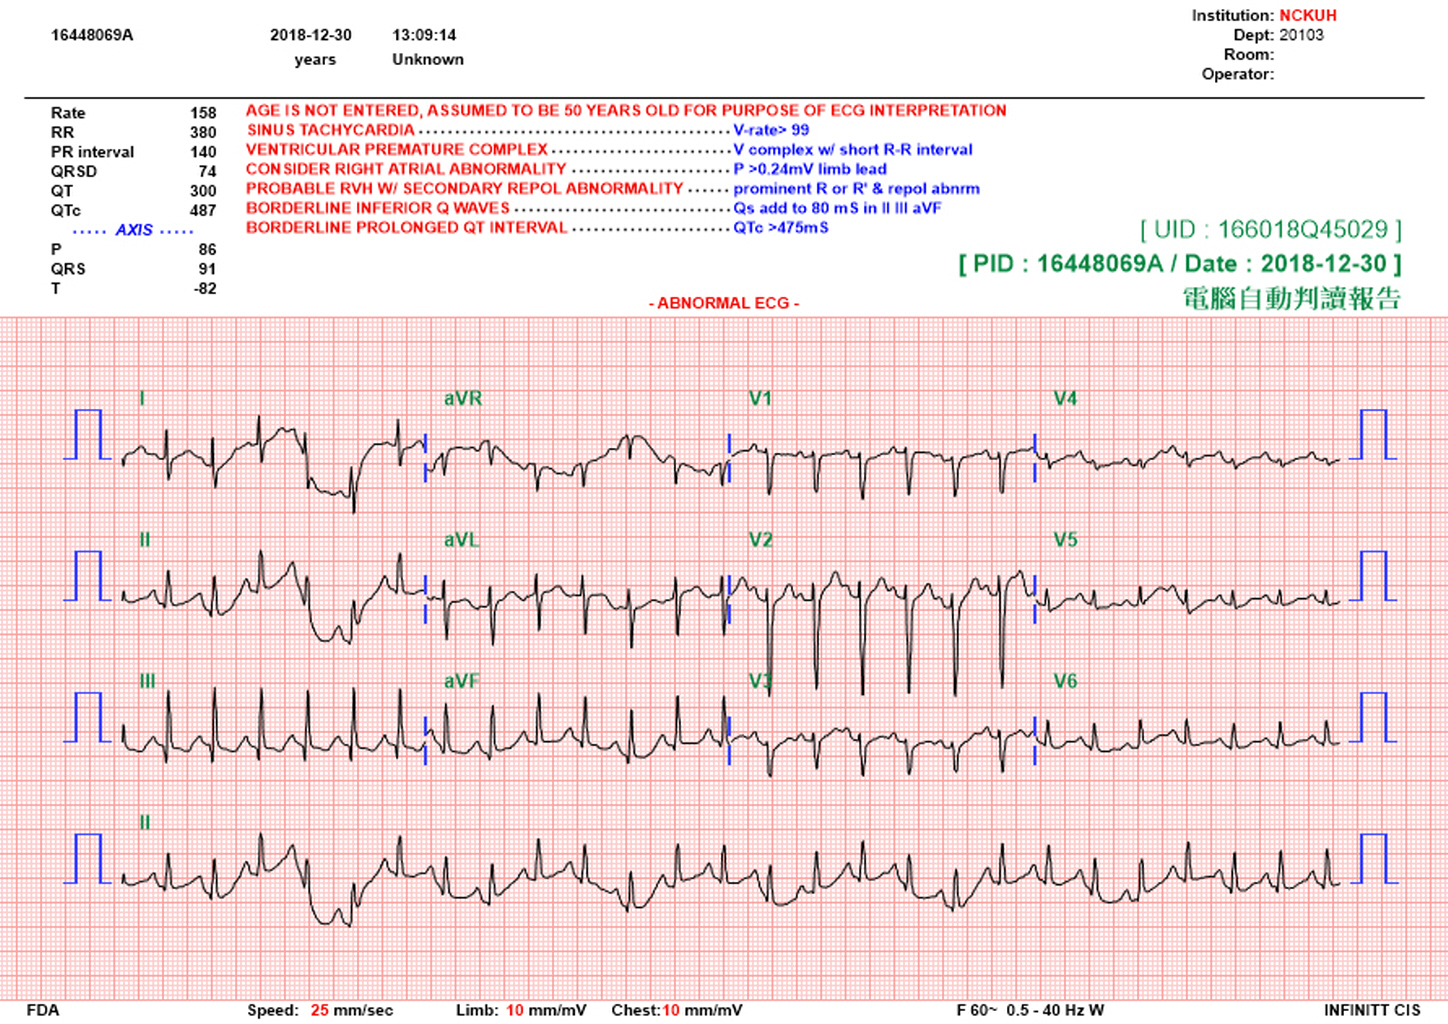 Institution: NCKUH
16448069A 2018-12-30 13:09:14 Dept: 20103
Room:
years Unknown
Operator:
Rate 158 AGE IS NOT ENTERED, ASSUMED TO BE 50 YEARS OLD FOR PURPOSE OF ECG INTERPRETATION
RR 380 SINUS TACHYCARDIA ........................................ V-rate> 99
PR interval 140 VENTRICULAR PREMATURE COMPLEX ....................... V complex w/ short R-R interval
QRSD 74 CONSIDER RIGHT ATRIAL ABNORMALITY ..................... P >0.24mV limb lead
QT 300 PROBABLE RVH W/ SECONDARY REPOL ABNORMALITY ...... prominent R or R' & repol abnrm
QTc 487 BORDERLINE INFERIOR Q WAVES ............................ Qs add to 80 mS in II III aVF
..... AXIS ..... BORDERLINE PROLONGED QT INTERVAL ..................... QTc >475mS
[ UID : 166018Q45029 ]
P 86
QRS 91
[ PID : 16448069A / Date : 2018-12-30 ]
T -82
電腦自動判讀報告
- ABNORMAL ECG -
I aVR V1 V4
II aVL V2 V5
III aVF V3 V6
II
FDA Speed: 25 mm/sec Limb: 10 mm/mV Chest:10 mm/mV F 60~ 0.5 - 40 Hz W INFINITT CIS